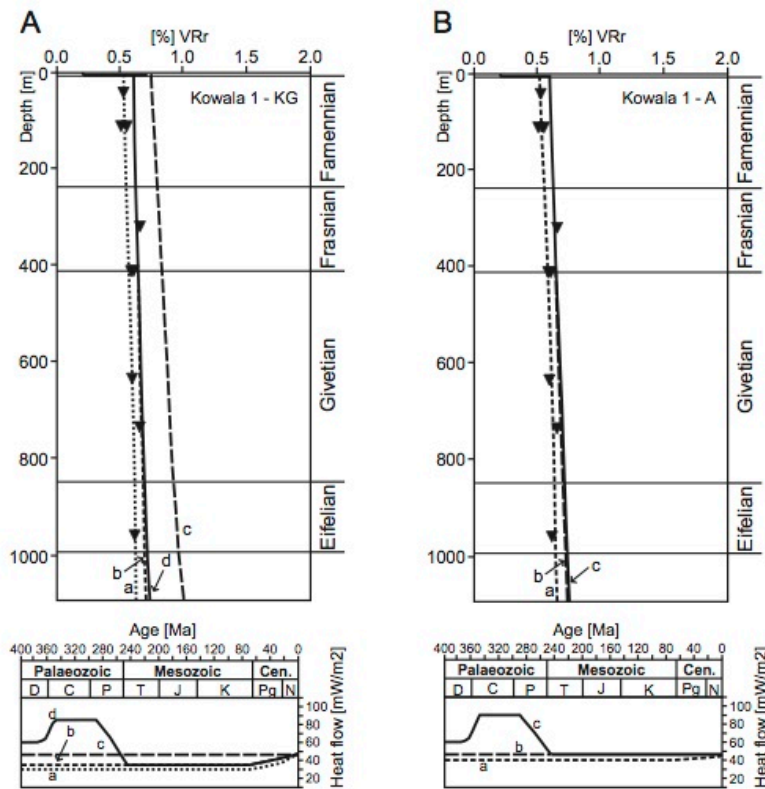 A
[%] VRr
0.0 0.5 1.0 2.0
Depth [m]
0
200
400
600
800
1000
Kowala 1 - KG
Famennian
Frasnian
Givetian
Eifelian
c
b
d
a
Age [Ma]
400 360 320 280 240 200 160 120 80 40 0
Palaeozoic Mesozoic Cen.
D C P T J K Pg N
d
b
c
a
100
80
60
40
20
Heat flow [mW/m2]
B
[%] VRr
0.0 0.5 1.0 2.0
Depth [m]
0
200
400
600
800
1000
Kowala 1 - A
Famennian
Frasnian
Givetian
Eifelian
b
c
a
Age [Ma]
400 360 320 280 240 200 160 120 80 40 0
Palaeozoic Mesozoic Cen.
D C P T J K Pg N
c
b
a
100
80
60
40
20
Heat flow [mW/m2]